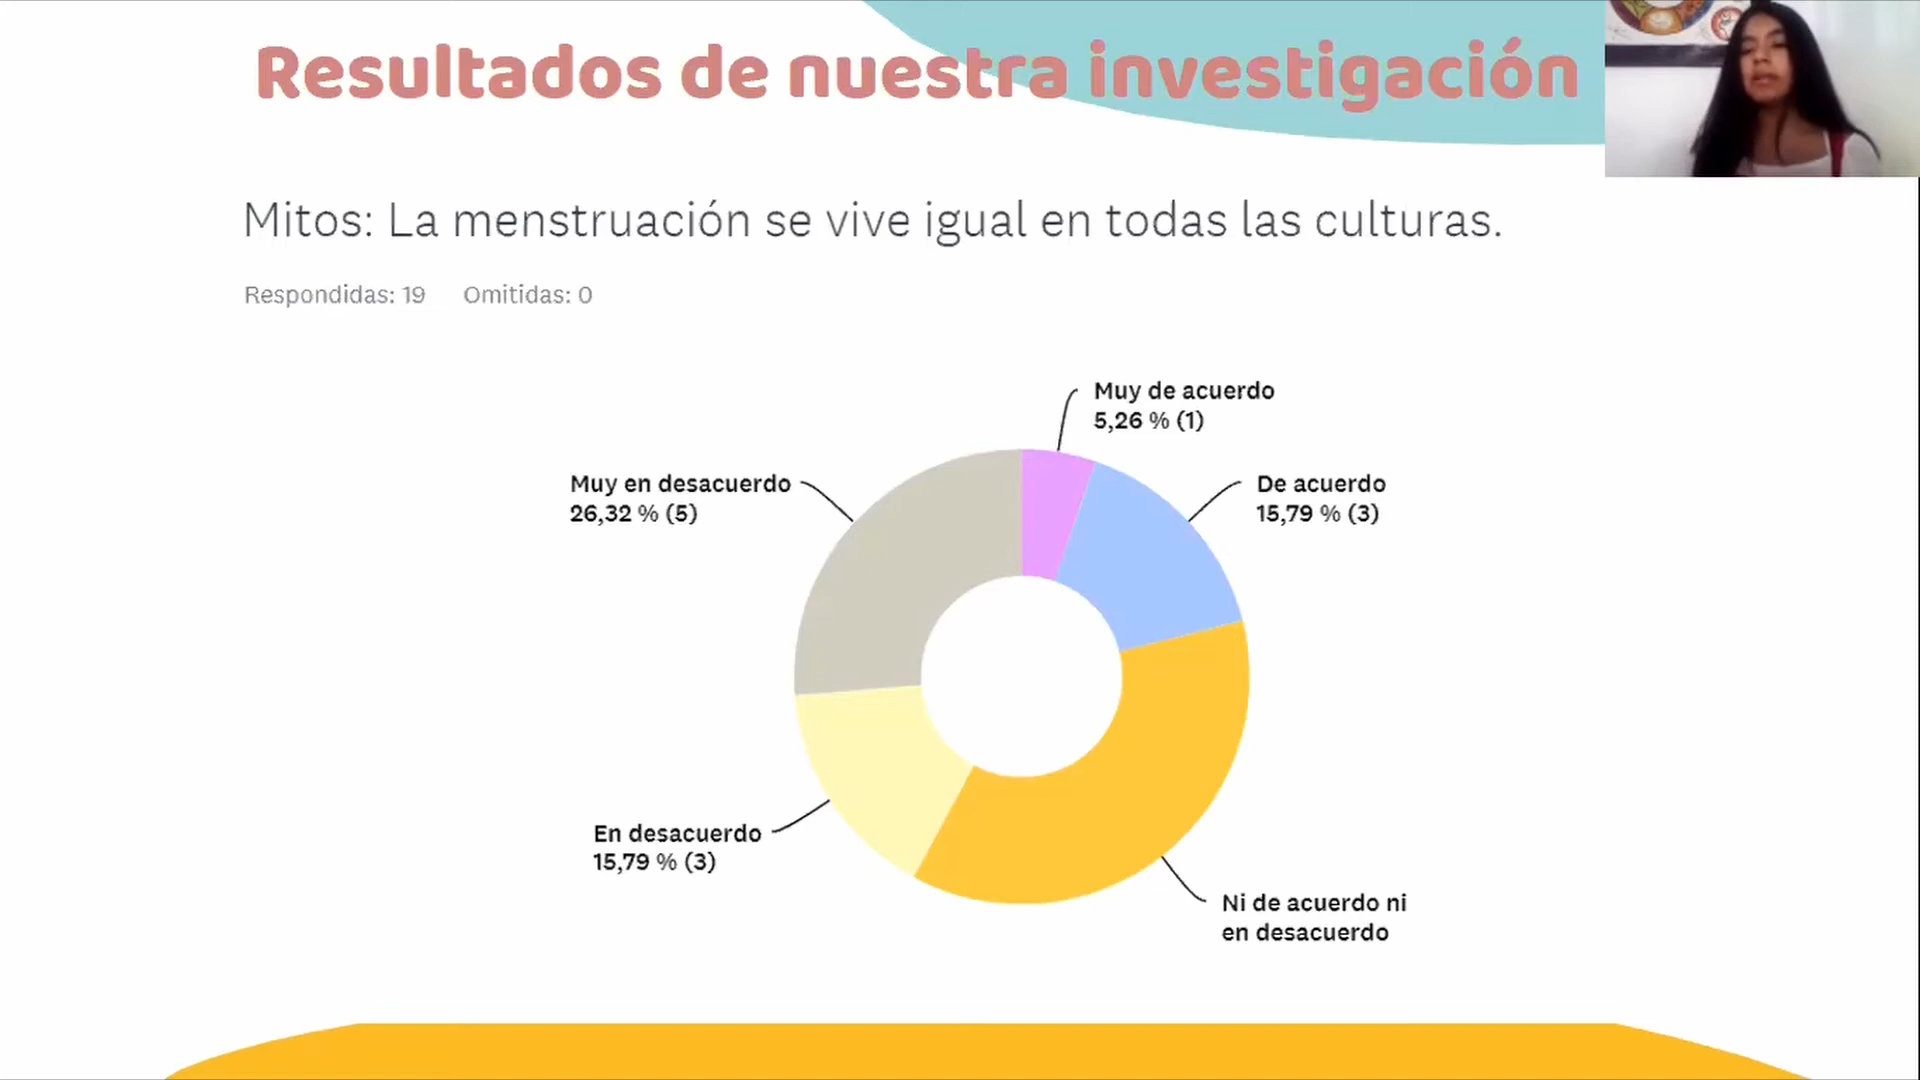 Resultados de nuestra investigación
Mitos: La menstruación se vive igual en todas las culturas.
Respondidas: 19 Omitidas: 0
Muy de acuerdo
5,26 % (1)
Muy en desacuerdo
26,32 % (5)
De acuerdo
15,79 % (3)
En desacuerdo
15,79 % (3)
Ni de acuerdo ni
en desacuerdo